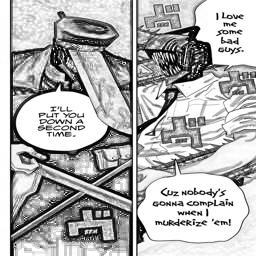 I'LL
PUT YOU
DOWN A
SECOND
TIME.
I LOVE
ME
SOME
BAD
GUYS.
CUZ NOBODY'S
GONNA COMPLAIN
WHEN I
MURDERIZE 'EM!